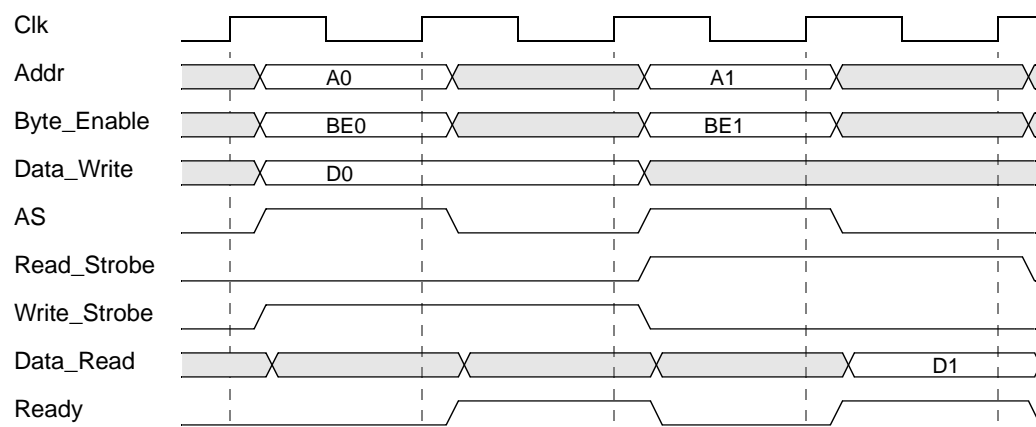 Clk
Addr A0 A1
Byte_Enable BE0 BE1
Data_Write D0
AS
Read_Strobe
Write_Strobe
Data_Read D1
Ready